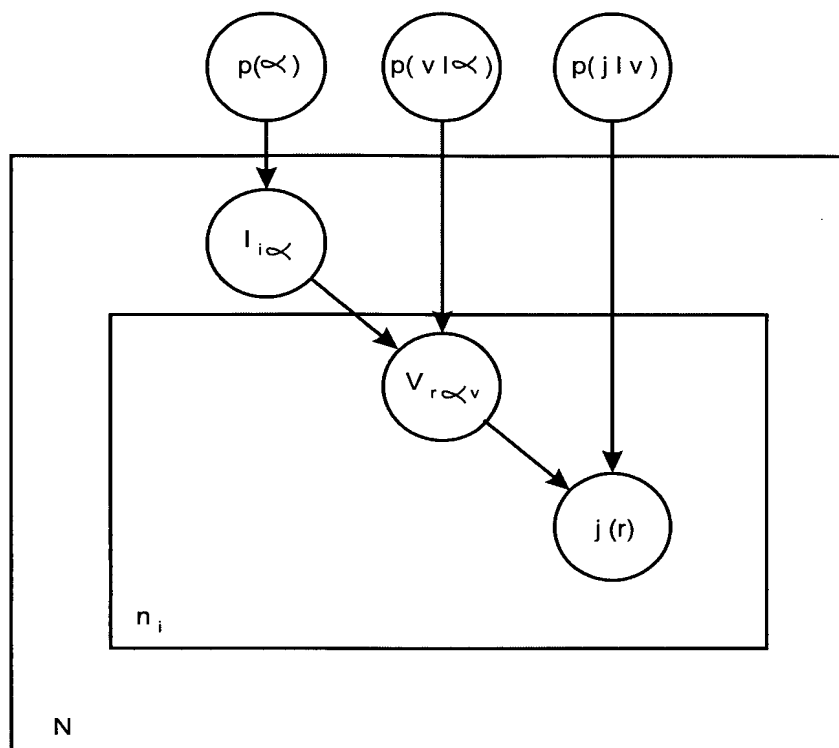 p(∝) p(v|∝) p(j|v)
I i∝
V r∝v
j(r)
n i
N